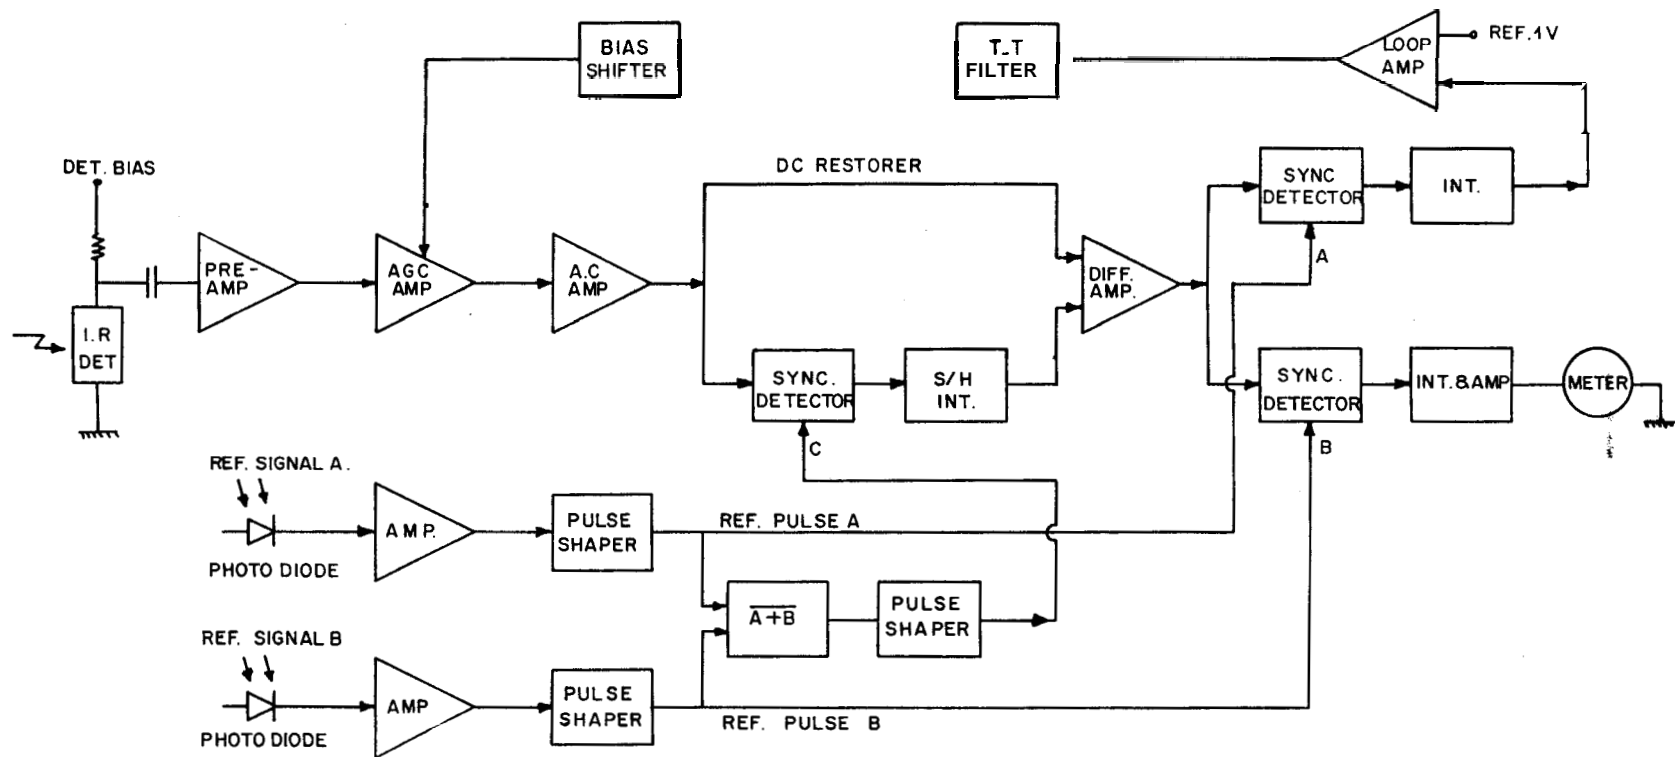 BIAS
SHIFTER
T-T
FILTER
LOOP
AMP
REF. 1V
DET. BIAS
DC RESTORER
SYNC
DETECTOR
INT.
PRE-
AMP
AGC
AMP
A.C
AMP
DIFF.
AMP.
A
I.R
DET
SYNC.
DETECTOR
S/H
INT.
SYNC.
DETECTOR
INT.&AMP
METER
C
B
REF. SIGNAL A.
AMP.
PULSE
SHAPER
REF. PULSE A
PHOTO DIODE
A+B
PULSE
SHAPER
REF. SIGNAL B
AMP
PULSE
SHAPER
REF. PULSE B
PHOTO DIODE